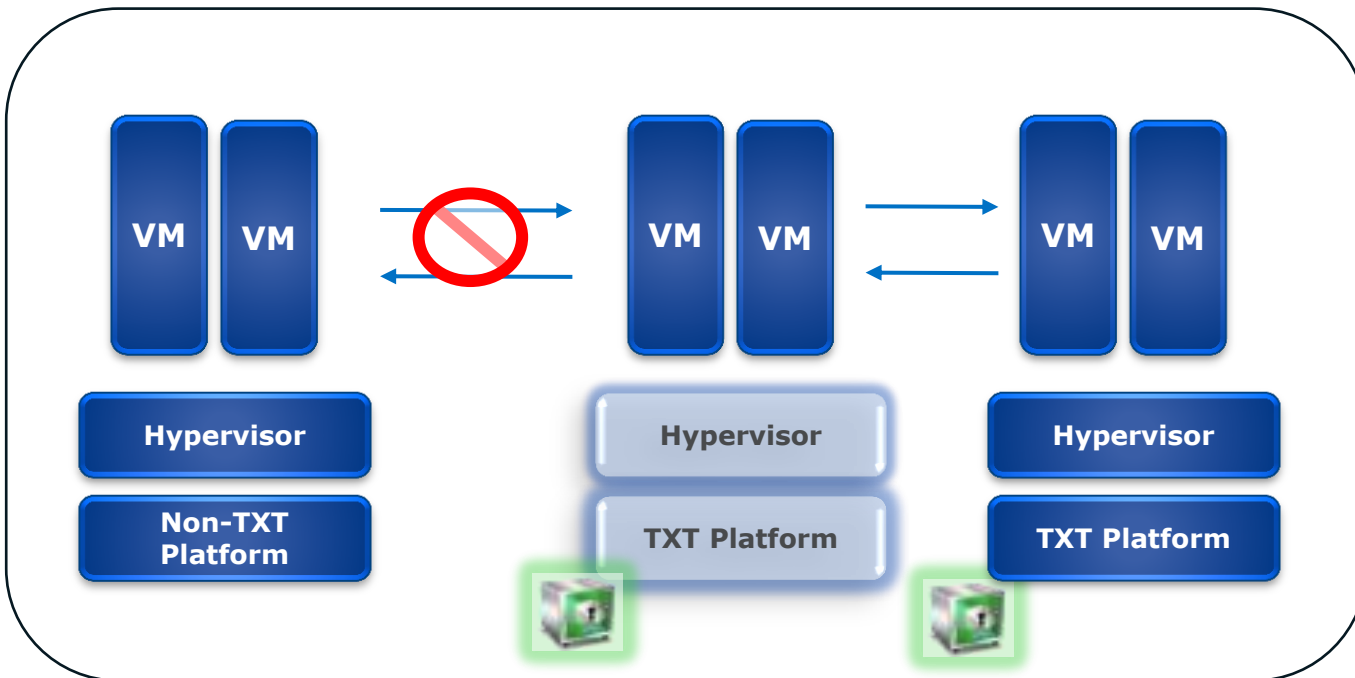 VM
VM
VM
VM
VM
VM
Hypervisor
Hypervisor
Hypervisor
Non-TXT
Platform
TXT Platform
TXT Platform